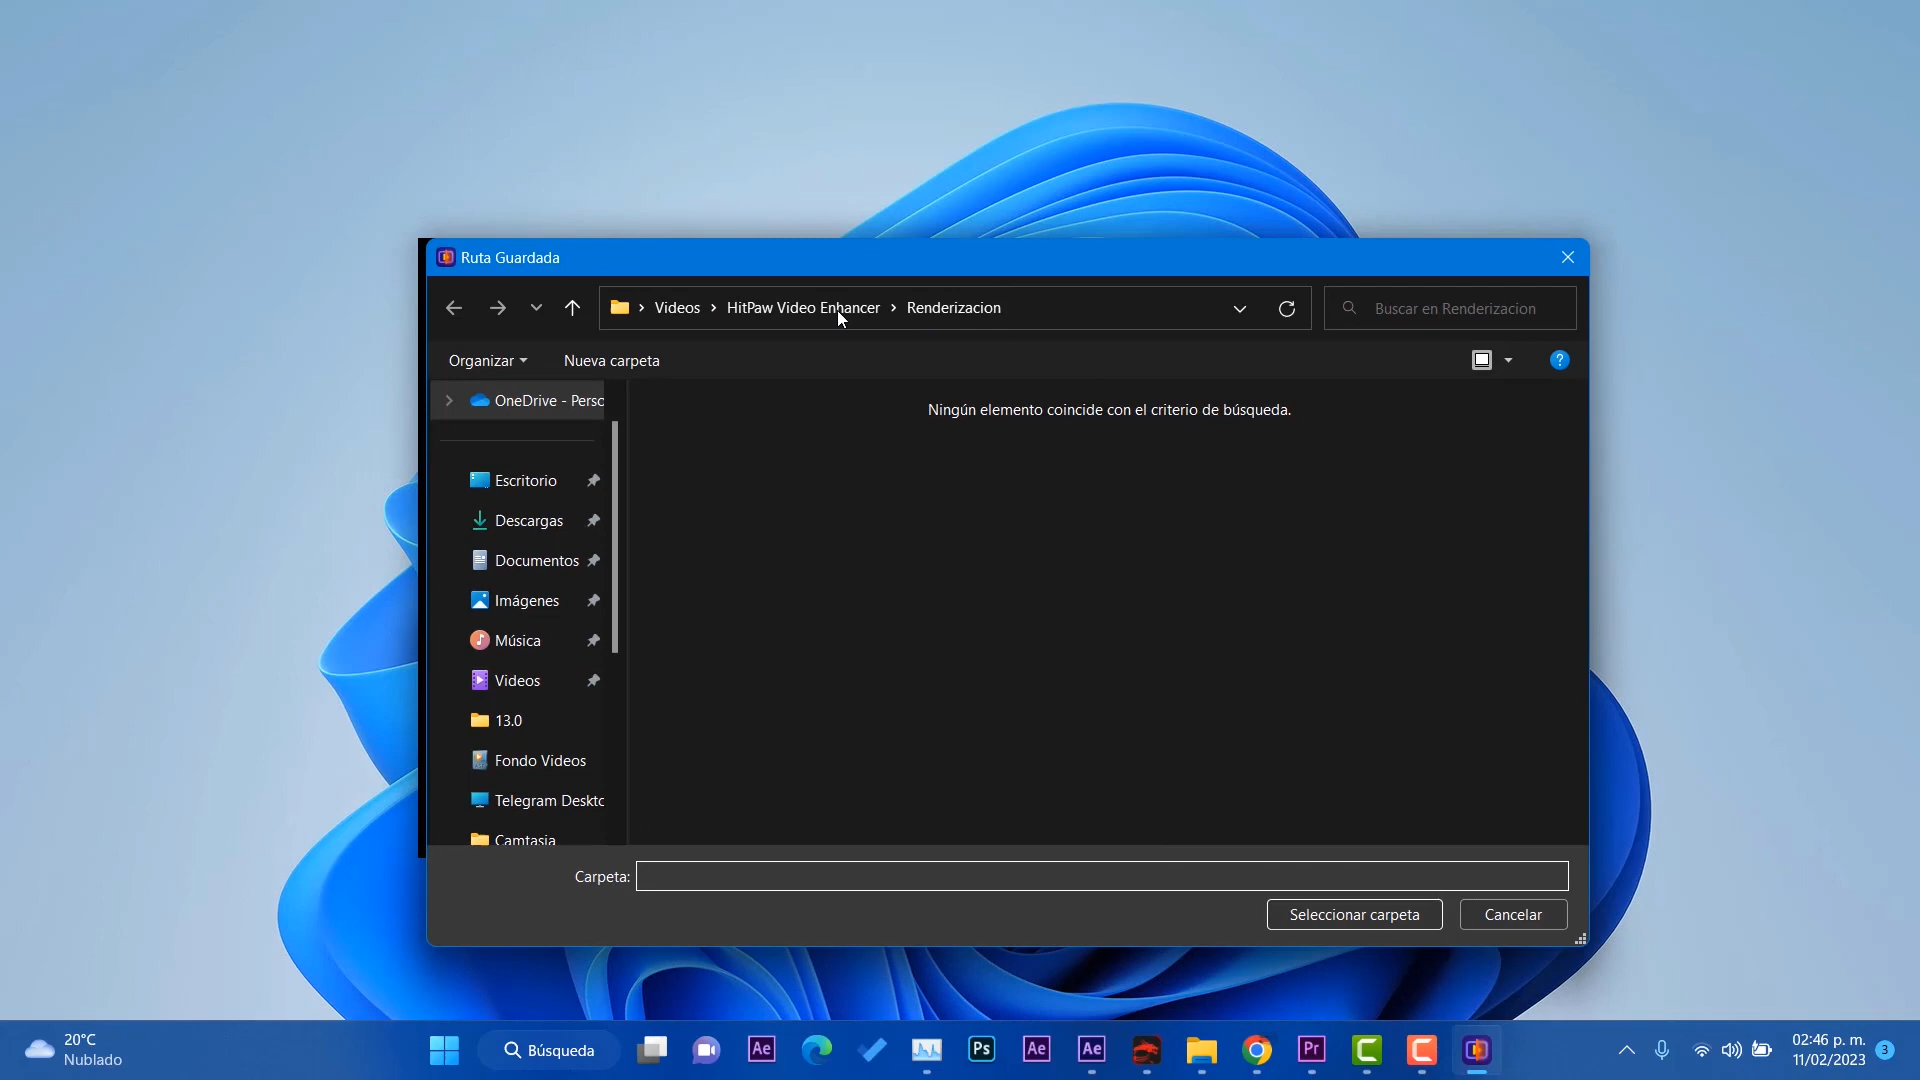 Ruta Guardada
Videos › HitPaw Video Enhancer › Renderizacion
Buscar en Renderizacion
Organizar
Nueva carpeta
?
OneDrive - Perso
Ningún elemento coincide con el criterio de búsqueda.
Escritorio
Descargas
Documentos
Imágenes
Música
Videos
13.0
Fondo Videos
Telegram Deskto
Camtasia
Carpeta:
Seleccionar carpeta
Cancelar
20°C
Nublado
Búsqueda
Ae
Ps
Ae
Ae
Pr
C
C
02:46 p. m.
11/02/2023
3